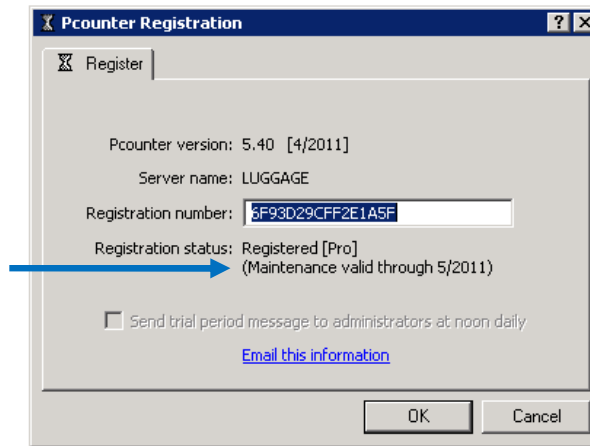 Pcounter Registration
Register
Pcounter version: 5.40 [4/2011]
Server name: LUGGAGE
Registration number: 6F93D29CFF2E1A5F
Registration status: Registered [Pro]
(Maintenance valid through 5/2011)
Send trial period message to administrators at noon daily
Email this information
OK Cancel